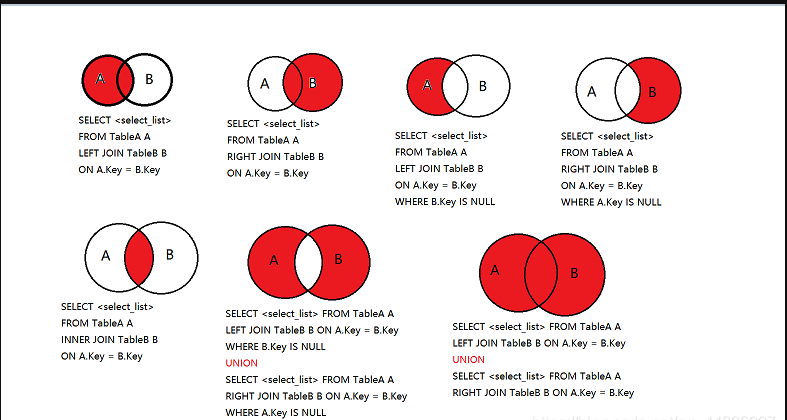 A B
SELECT <select_list>
FROM TableA A
LEFT JOIN TableB B
ON A.Key = B.Key
A B
SELECT <select_list>
FROM TableA A
RIGHT JOIN TableB B
ON A.Key = B.Key
A B
SELECT <select_list>
FROM TableA A
LEFT JOIN TableB B
ON A.Key = B.Key
WHERE B.Key IS NULL
A B
SELECT <select_list>
FROM TableA A
RIGHT JOIN TableB B
ON A.Key = B.Key
WHERE A.Key IS NULL
A B
SELECT <select_list>
FROM TableA A
INNER JOIN TableB B
ON A.Key = B.Key
A B
SELECT <select_list> FROM TableA A
LEFT JOIN TableB B ON A.Key = B.Key
WHERE B.Key IS NULL
UNION
SELECT <select_list> FROM TableA A
RIGHT JOIN TableB B ON A.Key = B.Key
WHERE A.Key IS NULL
A B
SELECT <select_list> FROM TableA A
LEFT JOIN TableB B ON A.Key = B.Key
UNION
SELECT <select_list> FROM TableA A
RIGHT JOIN TableB B ON A.Key = B.Key